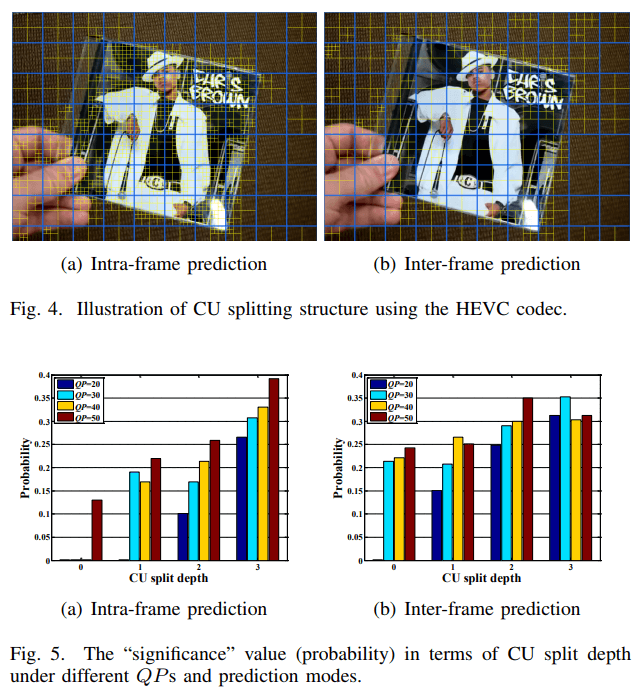 CHRIS
BROWN
CHRIS
BROWN
(a) Intra-frame prediction
(b) Inter-frame prediction
Fig. 4. Illustration of CU splitting structure using the HEVC codec.
0.4
0.35
0.3
0.25
0.2
0.15
0.1
0.05
0
Probability
QP=20
QP=30
QP=40
QP=50
0 1 2 3
CU split depth
0.4
0.35
0.3
0.25
0.2
0.15
0.1
0.05
0
Probability
QP=20
QP=30
QP=40
QP=50
0 1 2 3
CU split depth
(a) Intra-frame prediction
(b) Inter-frame prediction
Fig. 5. The “significance” value (probability) in terms of CU split depth
under different QPs and prediction modes.